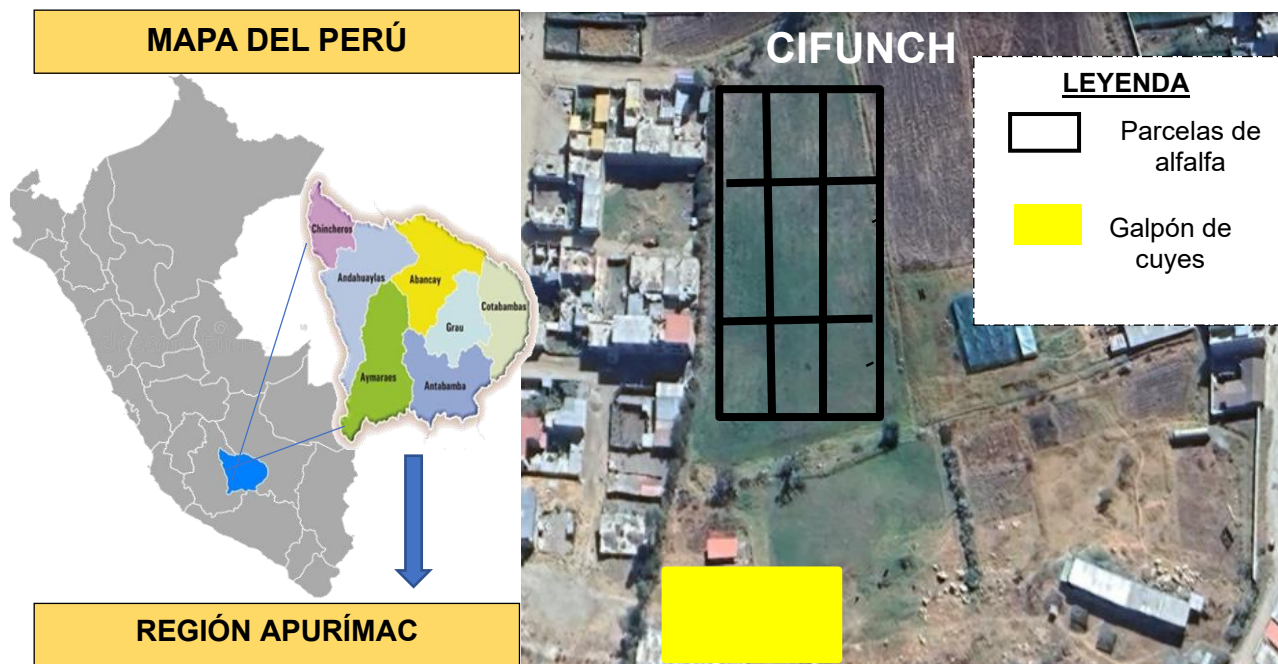 MAPA DEL PERÚ
Chincheros
Andahuaylas
Abancay
Cotabambas
Grau
Aymaraes
Antabamba
REGIÓN APURÍMAC
CIFUNCH
LEYENDA
Parcelas de
alfalfa
Galpón de
cuyes